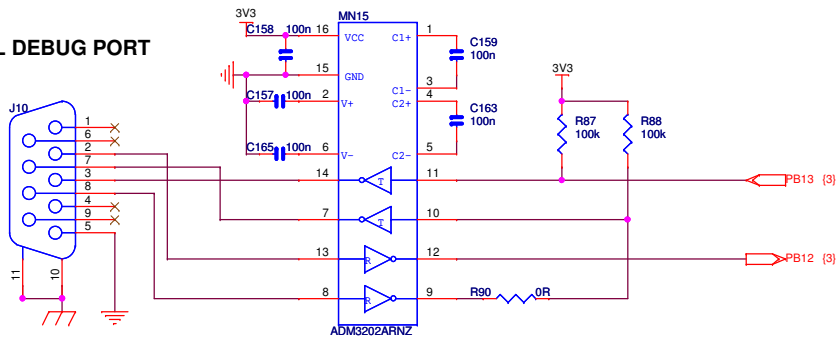 L DEBUG PORT
3V3
MN15
C158 100n 16 VCC C1+ 1
C159
100n
15 GND
C1- 3
C157 100n 2 V+ C2+ 4
C163
100n
C165 100n 6 V- C2- 5
3V3
R87
100k
R88
100k
J10
1
6
2
7
3
8
4
9
5
11
10
14 T 11 PB13 {3}
7 T 10
13 R 12 PB12 {3}
8 R 9 R90 0R
ADM3202ARNZ